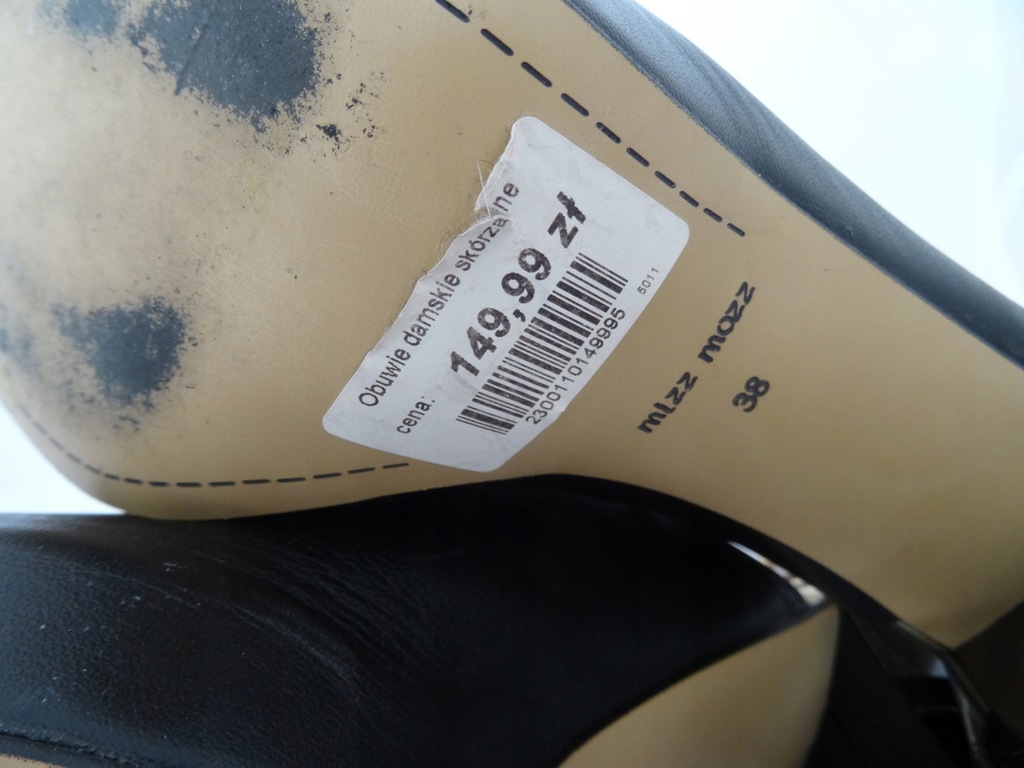 Obuwie damskie skórzane
cena: 149,99 zł
2300110149995
5011
mizz mozz
38